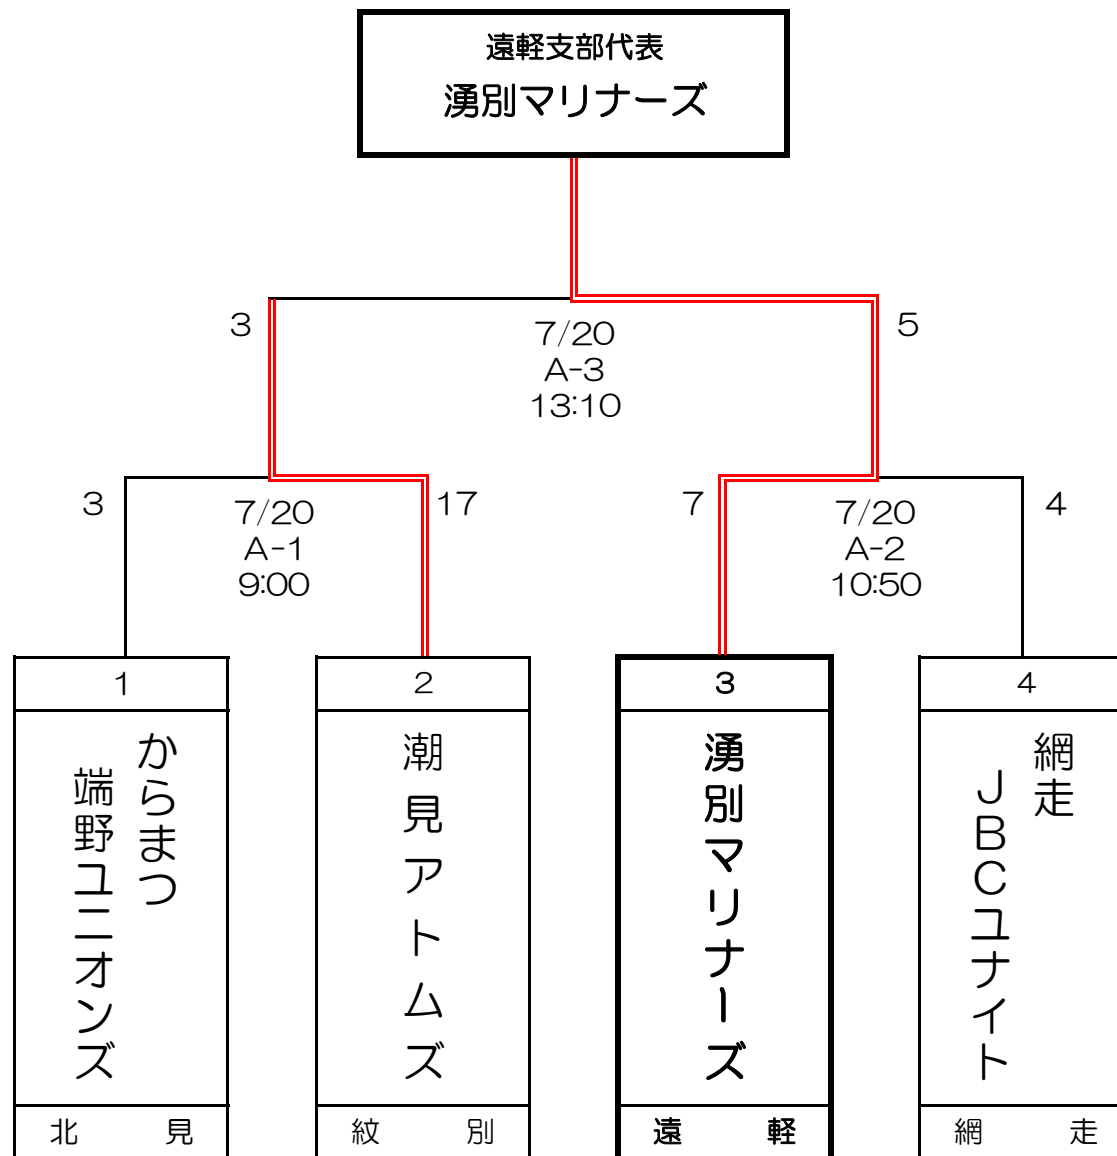 遠軽支部代表
湧別マリナーズ
3
7/20
A-3
13:10
5
3
7/20
A-1
9:00
17
7
7/20
A-2
10:50
4
1
からまつ
端野ユニオンズ
北見
2
潮見アトムズ
紋別
3
湧別マリナーズ
遠軽
4
網走
JBCユナイト
網走